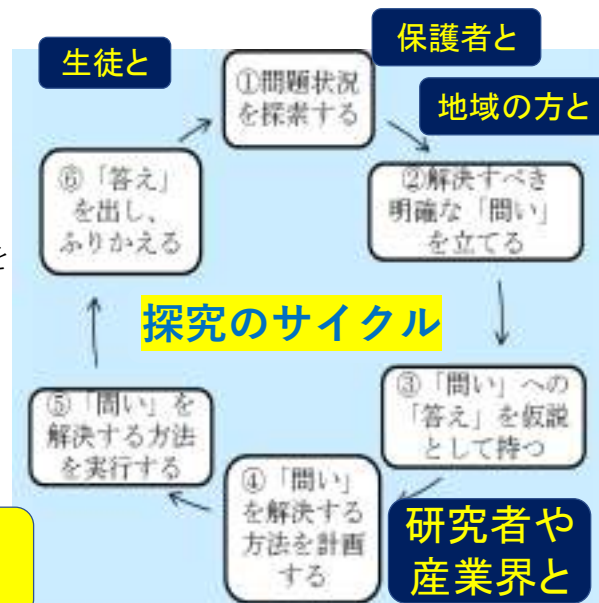 生徒と
保護者と
地域の方と
①問題状況
を探索する
②解決すべき
明確な「問い」
を立てる
③「問い」への
「答え」を仮説
として持つ
④「問い」
を解決する
方法を計画
する
⑤「問い」を
解決する方法
を実行する
⑥「答え」
を出し、
ふりかえる
と
探究のサイクル
研究者や
産業界と